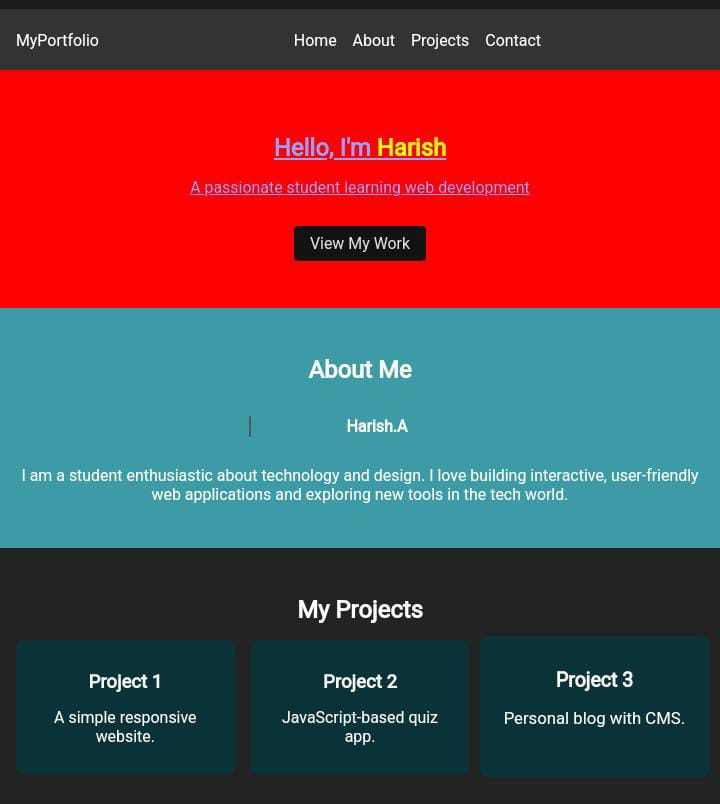 MyPortfolio Home About Projects Contact
Hello, I'm Harish
A passionate student learning web development
View My Work
About Me
Harish.A
I am a student enthusiastic about technology and design. I love building interactive, user-friendly
web applications and exploring new tools in the tech world.
My Projects
Project 1
A simple responsive
website.
Project 2
JavaScript-based quiz
app.
Project 3
Personal blog with CMS.